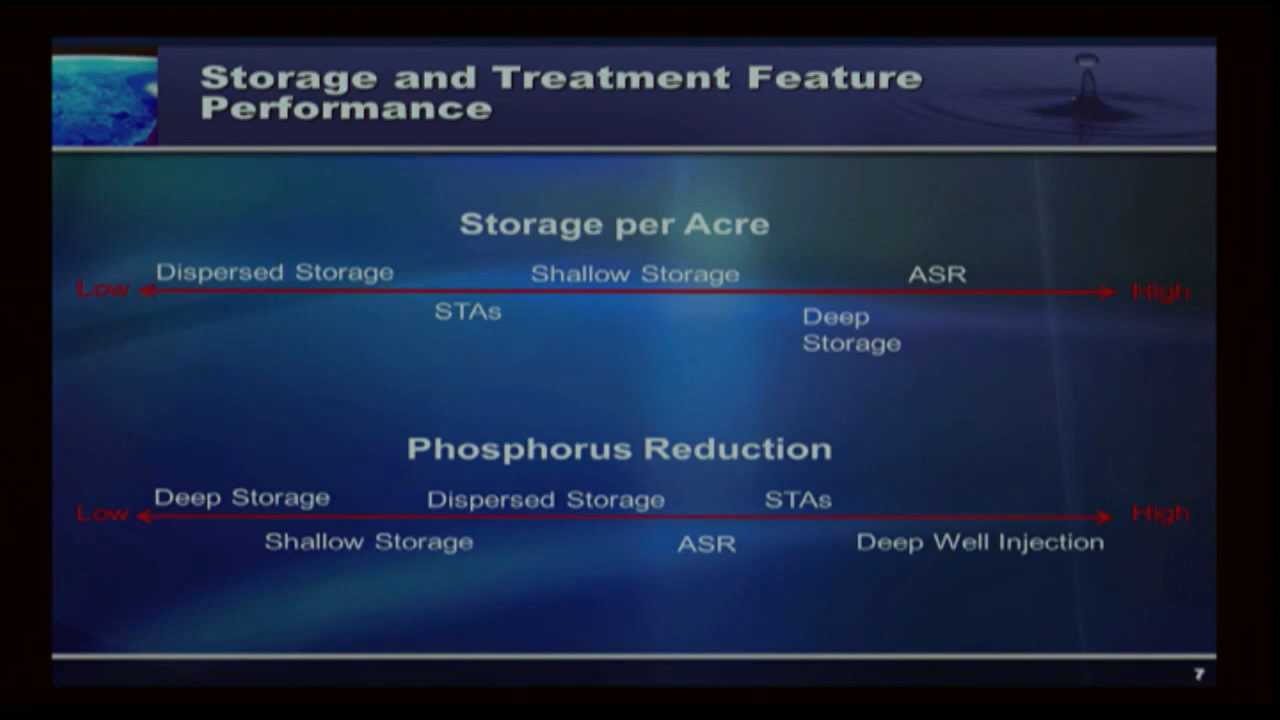 Storage and Treatment Feature
Performance
Storage per Acre
Dispersed Storage
Shallow Storage
ASR
Low
High
STAs
Deep
Storage
Phosphorus Reduction
Deep Storage
Dispersed Storage
STAs
Low
High
Shallow Storage
ASR
Deep Well Injection
7